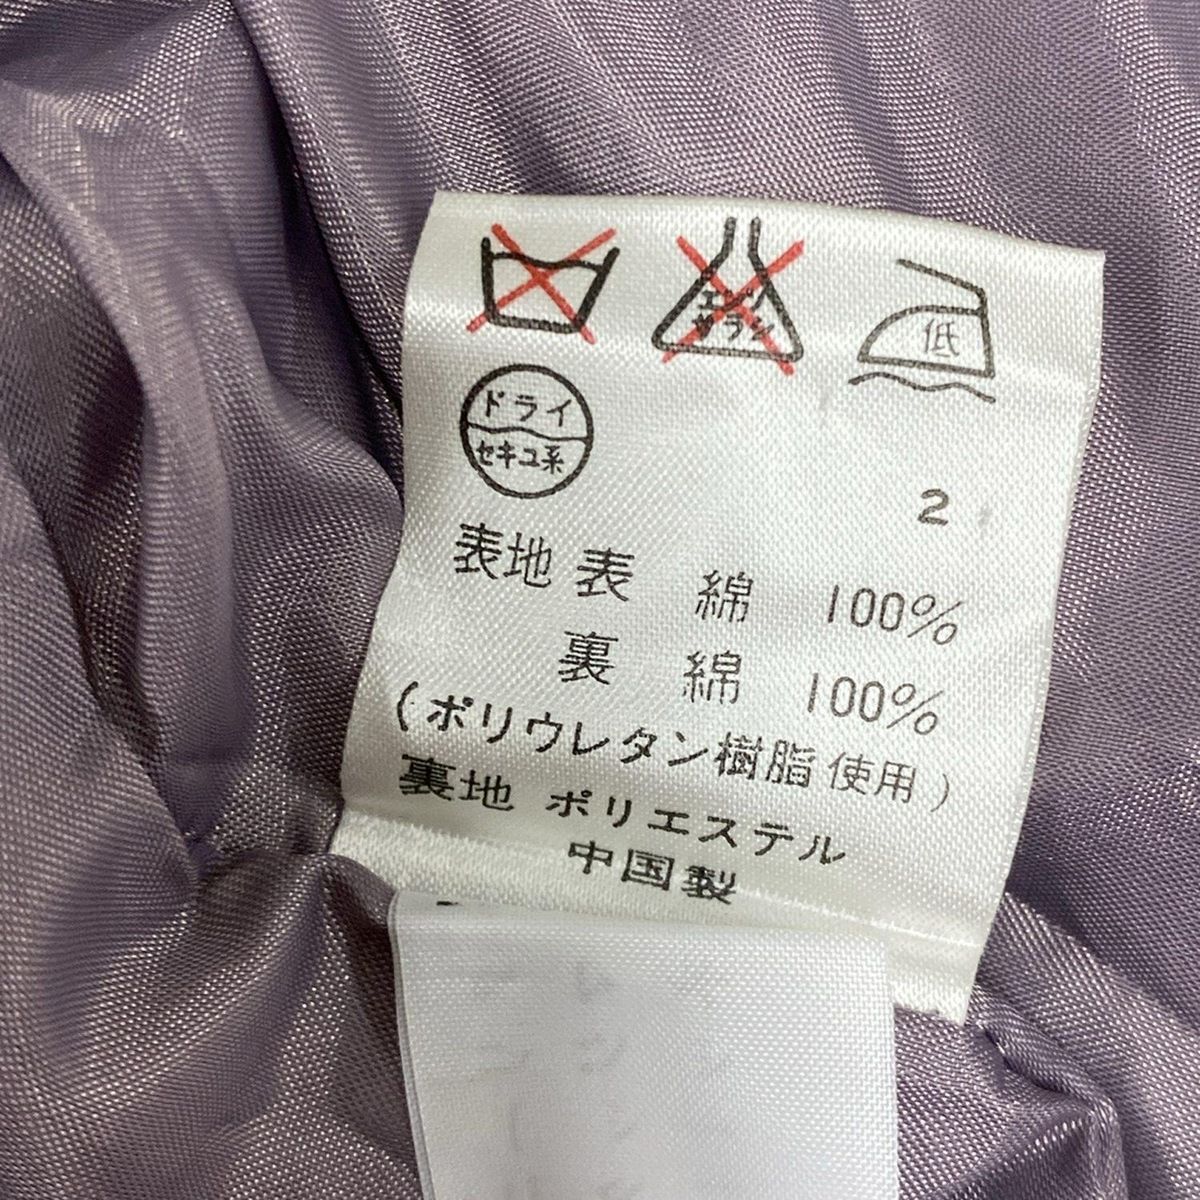 エンソ
サラシ
低
ドライ
セキユ系
2
表地 表 綿 100%
裏 綿 100%
(ポリウレタン樹脂使用)
裏地 ポリエステル
中国製